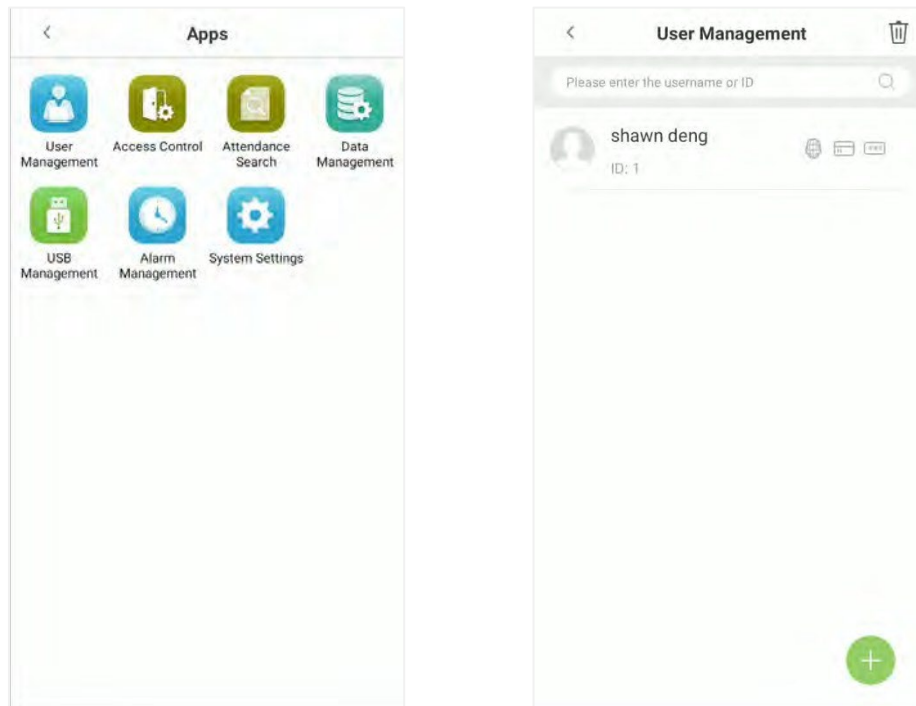 Apps
User
Management
Access Control
Attendance
Search
Data
Management
USB
Management
Alarm
Management
System Settings
User Management
Please enter the username or ID
shawn deng
ID: 1